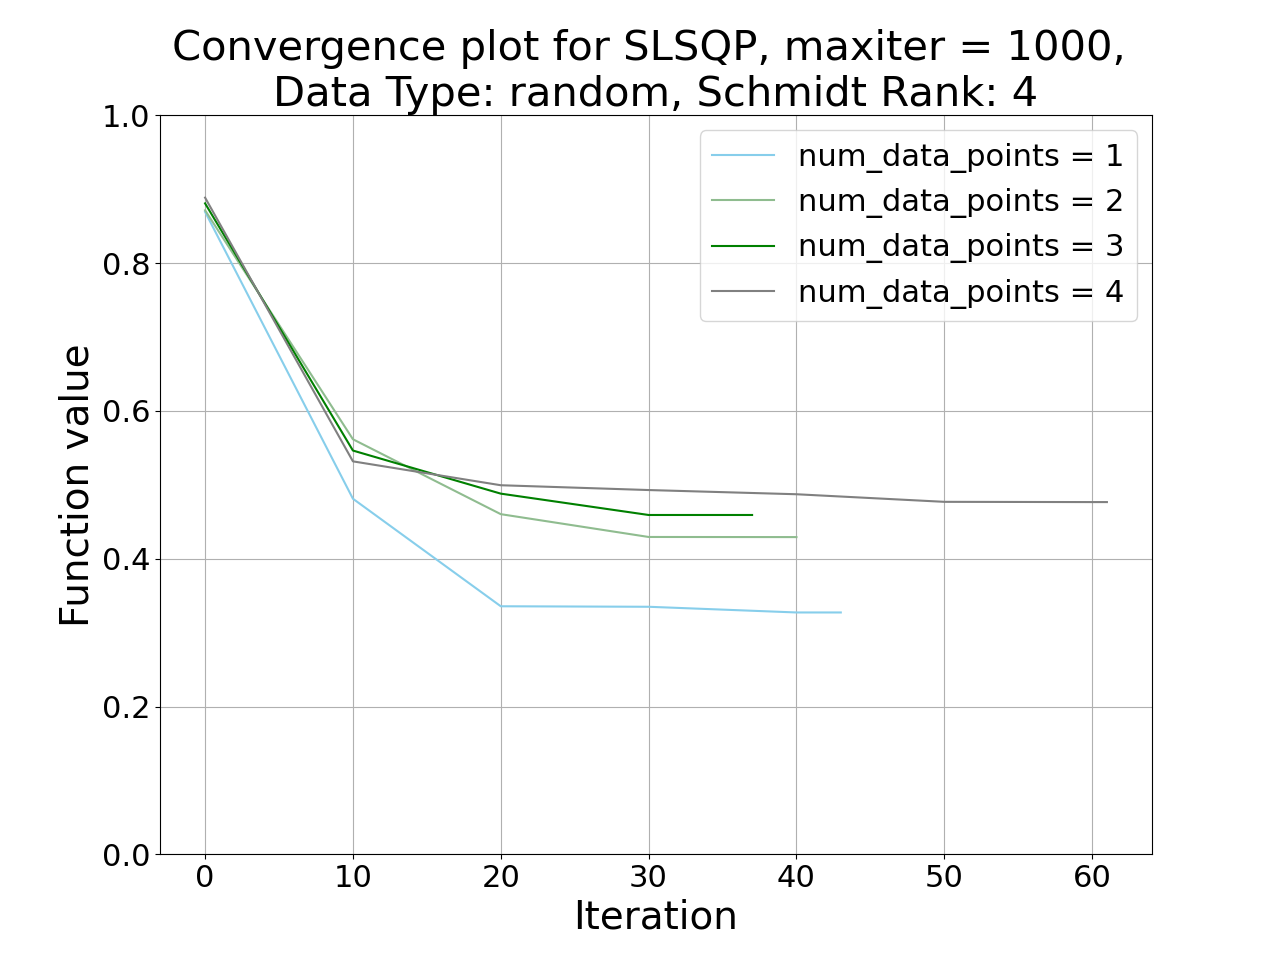 Convergence plot for SLSQP, maxiter = 1000,
Data Type: random, Schmidt Rank: 4
num_data_points = 1
num_data_points = 2
num_data_points = 3
num_data_points = 4
Function value
1.0
0.8
0.6
0.4
0.2
0.0
0 10 20 30 40 50 60
Iteration